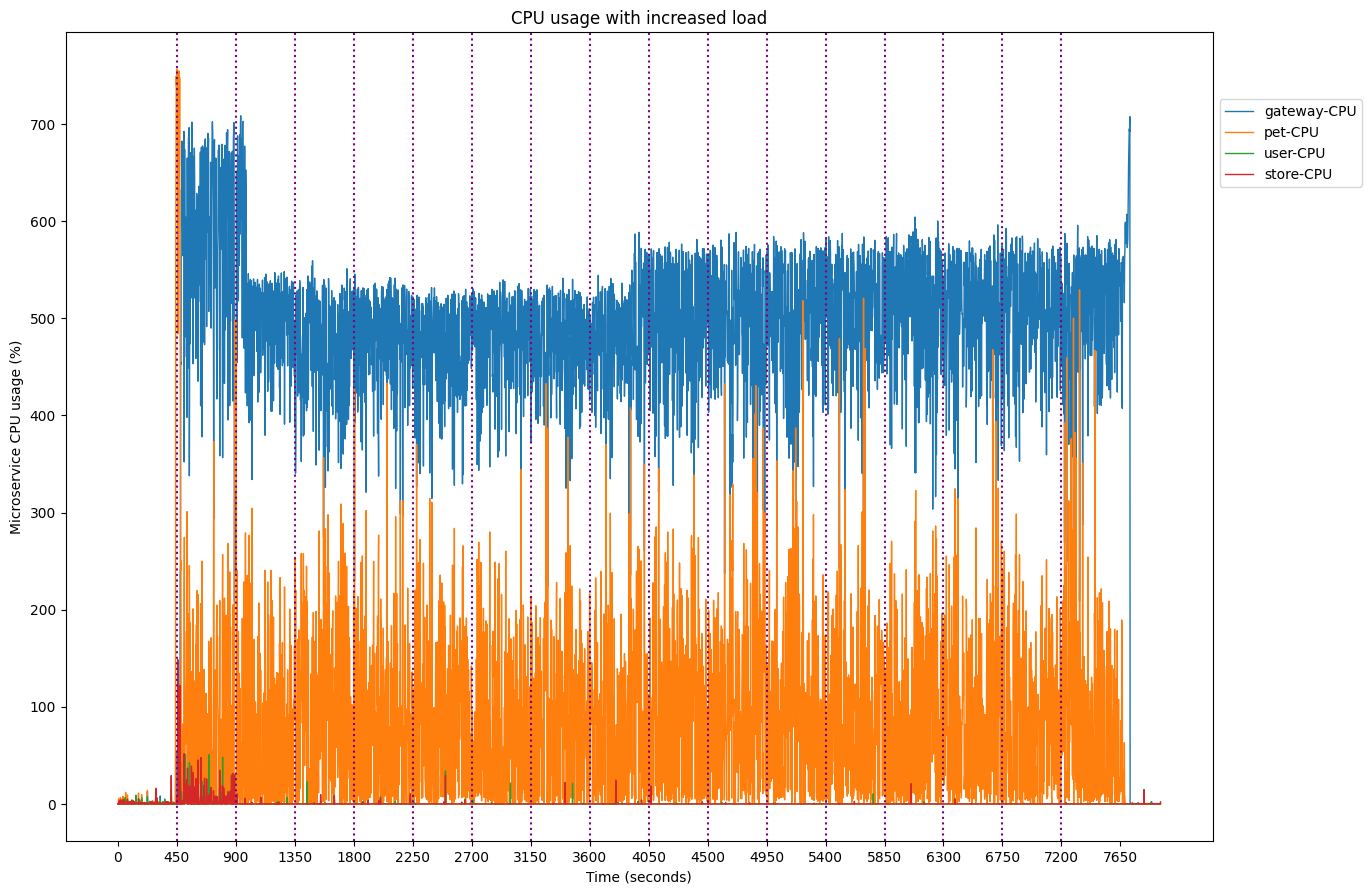 CPU usage with increased load
gateway-CPU
pet-CPU
user-CPU
store-CPU
Microservice CPU usage (%)
700
600
500
400
300
200
100
0
0 450 900 1350 1800 2250 2700 3150 3600 4050 4500 4950 5400 5850 6300 6750 7200 7650
Time (seconds)